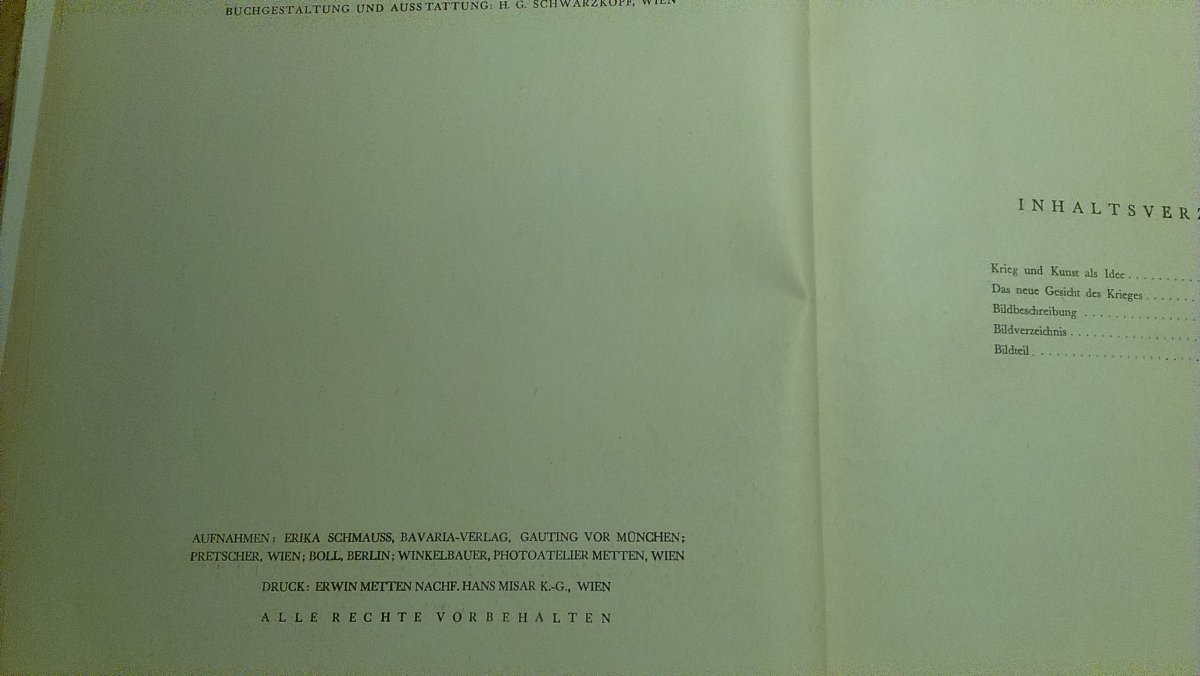 BUCHGESTALTUNG UND AUSSTATTUNG: H. G. SCHWARZKOPF, WIEN
AUFNAHMEN: ERIKA SCHMAUSS, BAVARIA-VERLAG, GAUTING VOR MÜNCHEN;
PRETSCHER, WIEN; BOLL, BERLIN; WINKELBAUER, PHOTOATELIER METTEN, WIEN
DRUCK: ERWIN METTEN NACHF. HANS MISAR K.-G., WIEN
ALLE RECHTE VORBEHALTEN
INHALTSVERZ
Krieg und Kunst als Idee . . . . . . . . .
Das neue Gesicht des Krieges . . . . . . .
Bildbeschreibung . . . . . . . . . . . . . . .
Bildverzeichnis . . . . . . . . . . . . . . . .
Bildteil . . . . . . . . . . . . . . . . . . . . .